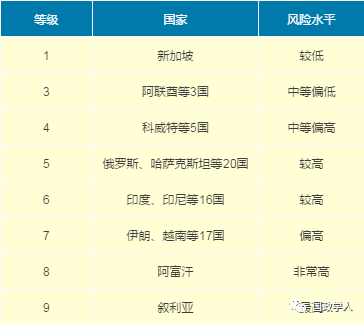 等级 国家 风险水平
1 新加坡 较低
3 阿联酋等3国 中等偏低
4 科威特等5国 中等偏高
5 俄罗斯、哈萨克斯坦等20国 较高
6 印度、印尼等16国 较高
7 伊朗、越南等17国 偏高
8 阿富汗 非常高
9 叙利亚
国政学人